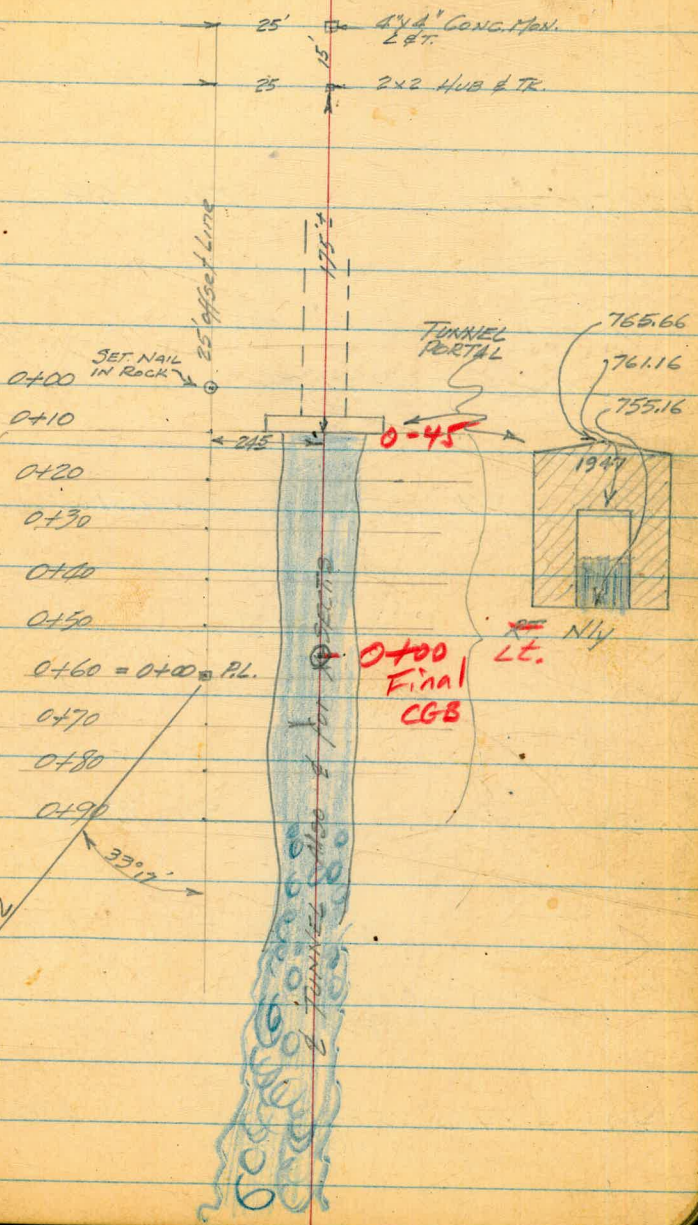 25' 4"x4" CONC. MON.
L&T.
15'
25 2x2 HUB & TK.
25' offset Line
175'±
TUNNEL
PORTAL
765.66
761.16
755.16
SET. NAIL
IN ROCK
0+00
0+10
245
0-45
1947
0+20
0+30
0+40
0+50
RT Nly
Lt.
0+60 = 0+00 P.L.
0+00
Final
CGB
0+70
0+80
0+90
33°17'
TUNNEL